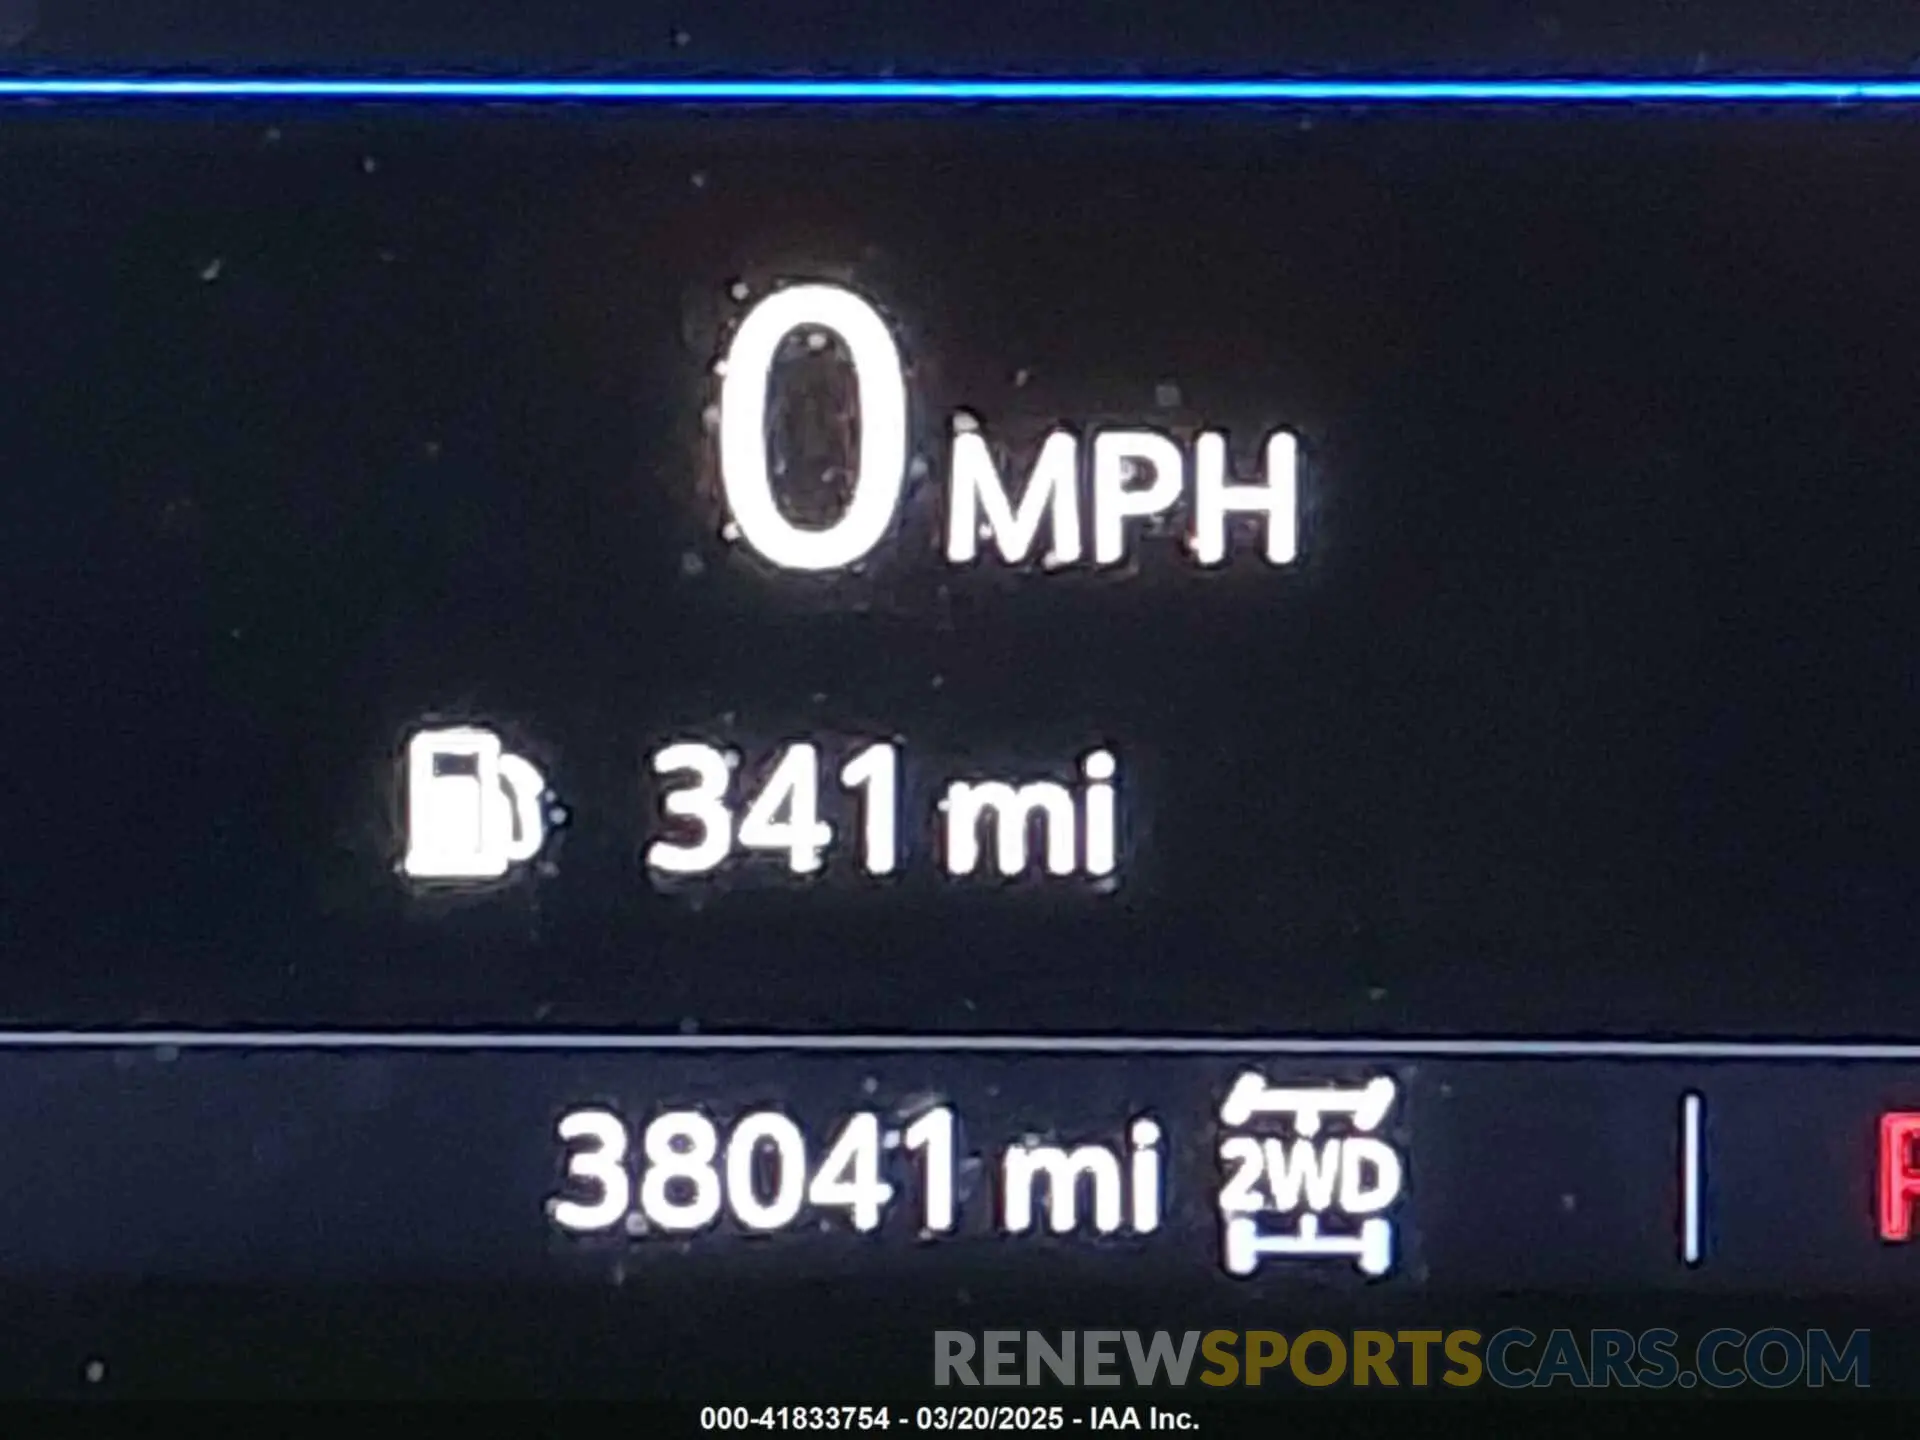 0 MPH
341 mi
38041 mi 2WD
RENEWSPORTSCARS.COM
000-41833754 - 03/20/2025 - IAA Inc.